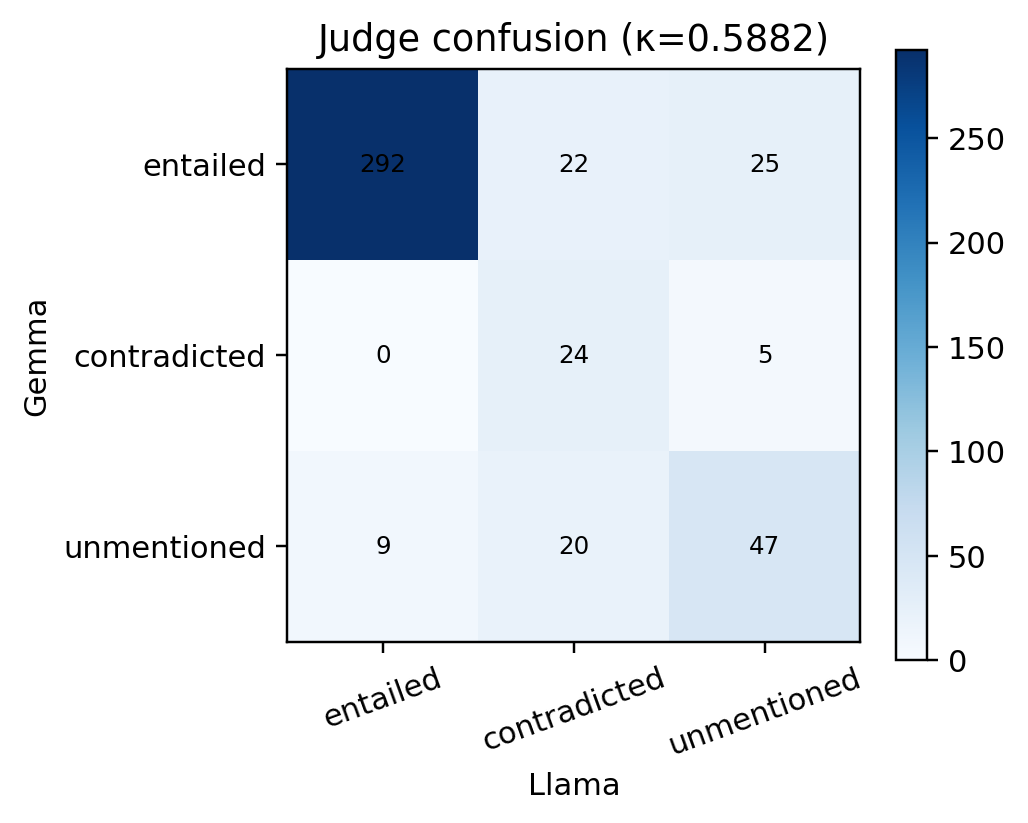 Judge confusion (κ=0.5882)
entailed
292
22
25
contradicted
0
24
5
unmentioned
9
20
47
Gemma
entailed
contradicted
unmentioned
Llama
250
200
150
100
50
0